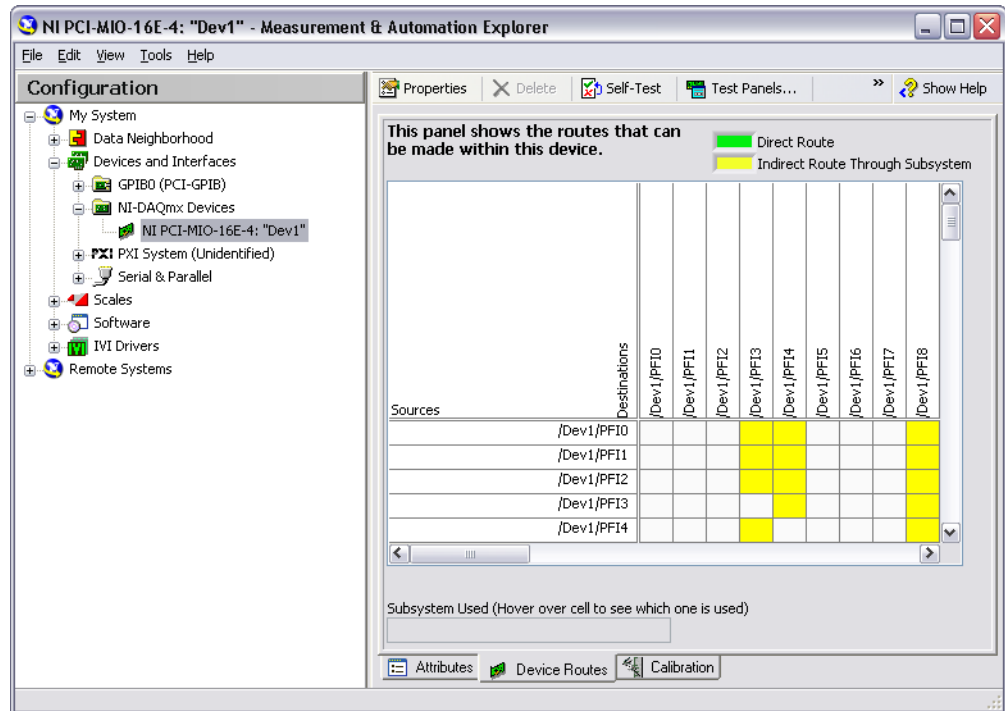 NI PCI-MIO-16E-4: "Dev1" - Measurement & Automation Explorer
File Edit View Tools Help
Configuration
My System
Data Neighborhood
Devices and Interfaces
GPIB0 (PCI-GPIB)
NI-DAQmx Devices
NI PCI-MIO-16E-4: "Dev1"
PXI PXI System (Unidentified)
Serial & Parallel
Scales
Software
IVI Drivers
Remote Systems
Properties Delete Self-Test Test Panels... » Show Help
This panel shows the routes that can
be made within this device.
Direct Route
Indirect Route Through Subsystem
Sources
Destinations
/Dev1/PFI0
/Dev1/PFI1
/Dev1/PFI2
/Dev1/PFI3
/Dev1/PFI4
/Dev1/PFI5
/Dev1/PFI6
/Dev1/PFI7
/Dev1/PFI8
/Dev1/PFI0
/Dev1/PFI1
/Dev1/PFI2
/Dev1/PFI3
/Dev1/PFI4
Subsystem Used (Hover over cell to see which one is used)
Attributes Device Routes Calibration